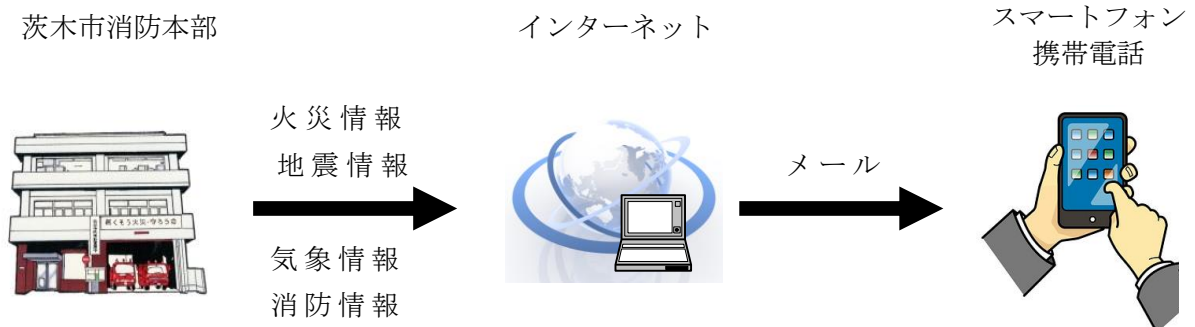 茨木市消防本部
インターネット
スマートフォン
携帯電話
火災情報
地震情報
気象情報
消防情報
メール